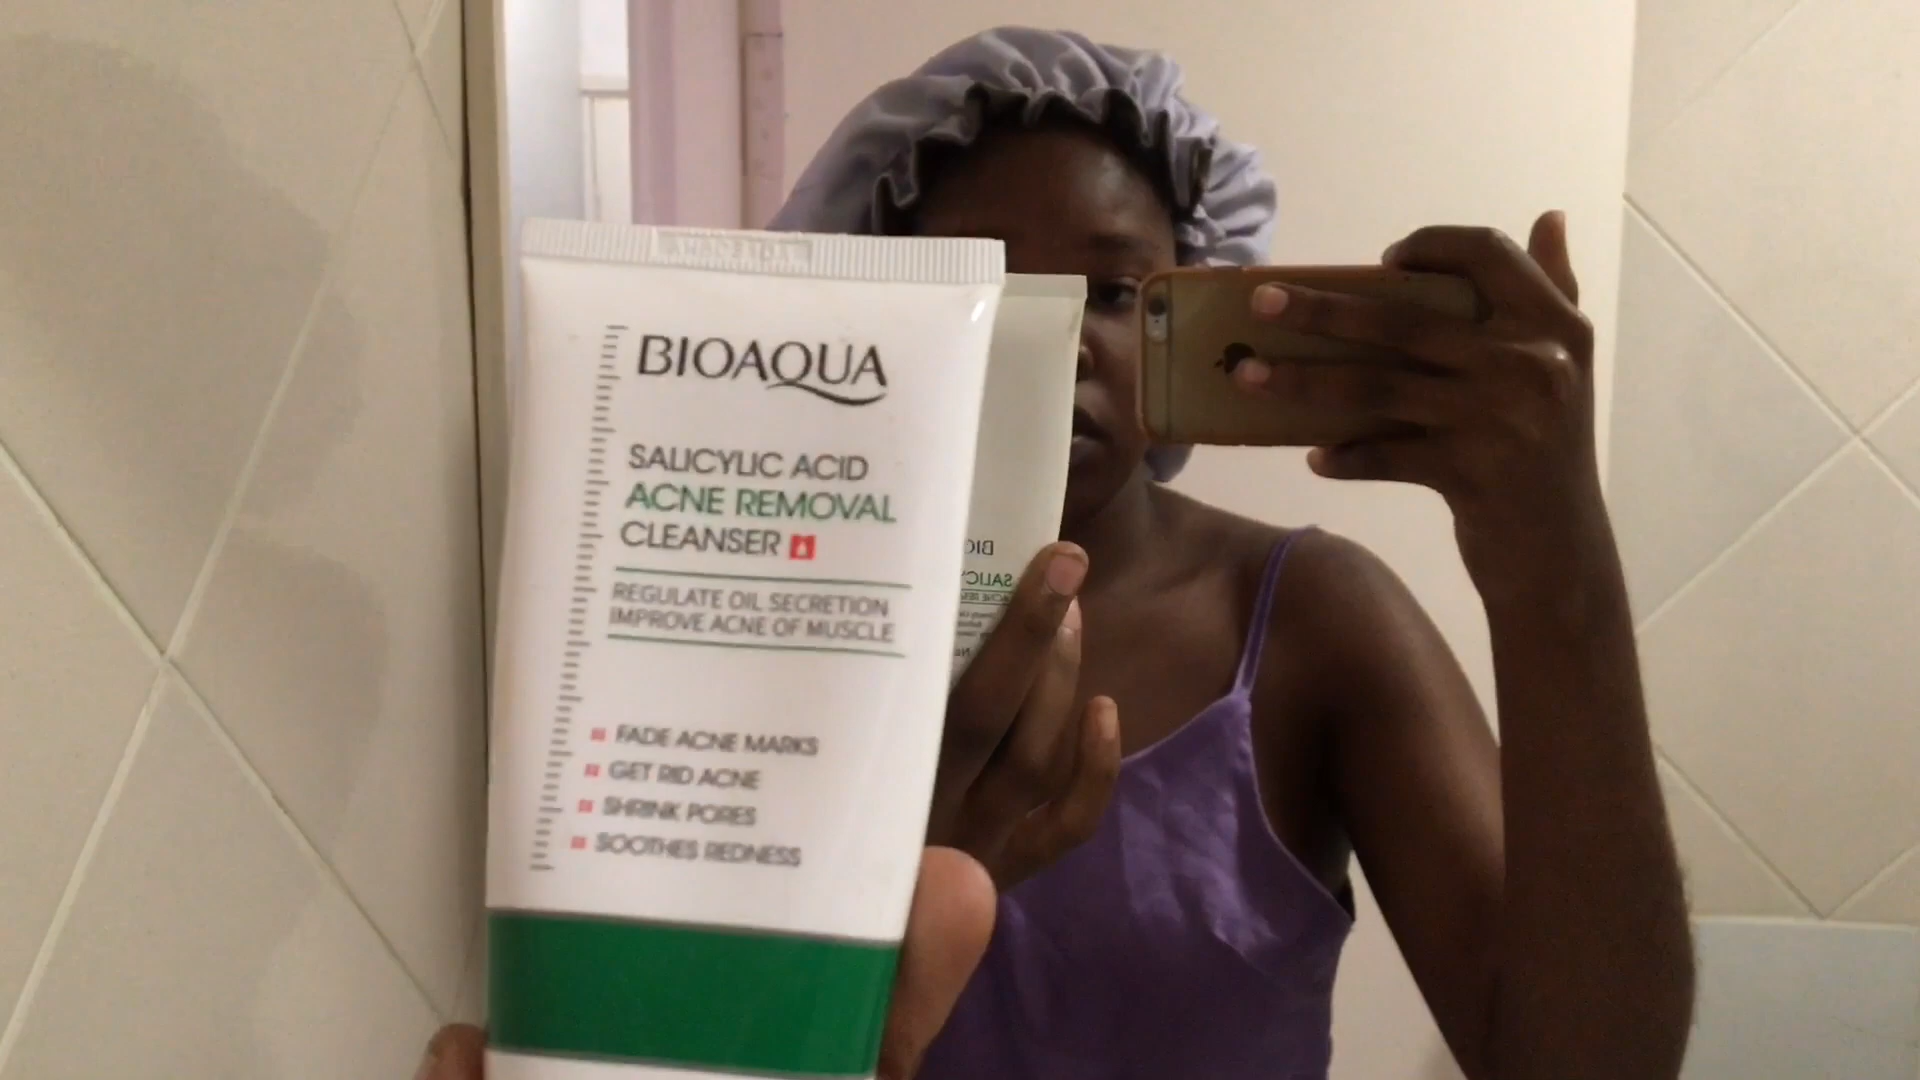 BIOAQUA
SALICYLIC ACID
ACNE REMOVAL
CLEANSER
REGULATE OIL SECRETION
IMPROVE ACNE OF MUSCLE
FADE ACNE MARKS
GET RID ACNE
SHRINK PORES
SOOTHES REDNESS